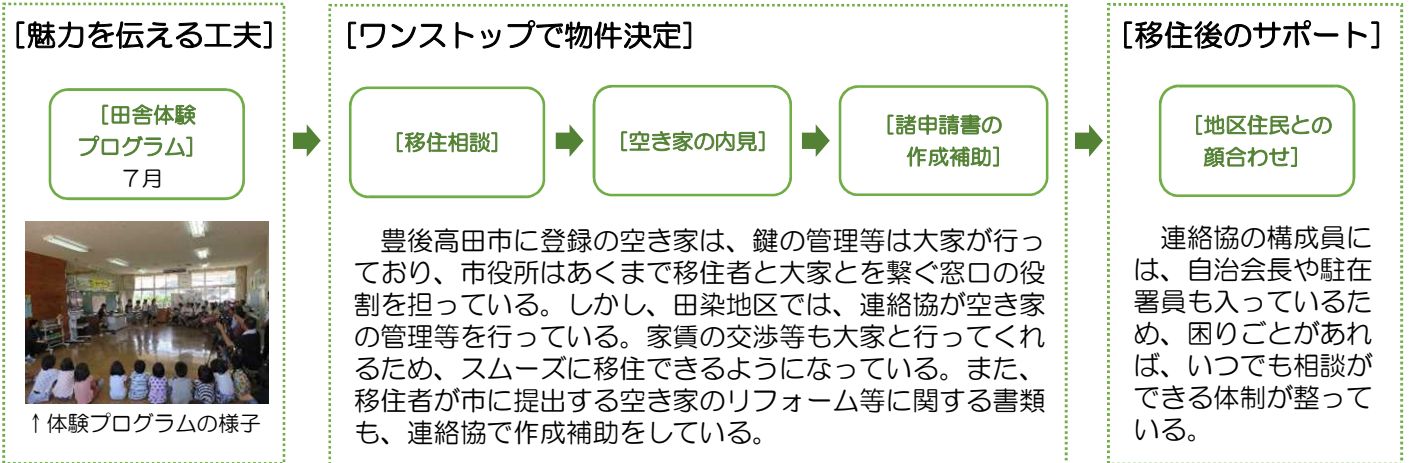 [魅力を伝える工夫]
[田舎体験
プログラム]
7月
↑体験プログラムの様子
[ワンストップで物件決定]
[移住相談]
[空き家の内見]
[諸申請書の
作成補助]
豊後高田市に登録の空き家は、鍵の管理等は大家が行っ
ており、市役所はあくまで移住者と大家とを繋ぐ窓口の役
割を担っている。しかし、田染地区では、連絡協が空き家
の管理等を行っている。家賃の交渉等も大家と行ってくれ
るため、スムーズに移住できるようになっている。また、
移住者が市に提出する空き家のリフォーム等に関する書類
も、連絡協で作成補助をしている。
[移住後のサポート]
[地区住民との
顔合わせ]
連絡協の構成員に
は、自治会長や駐在
署員も入っているた
め、困りごとがあれ
ば、いつでも相談が
できる体制が整って
いる。